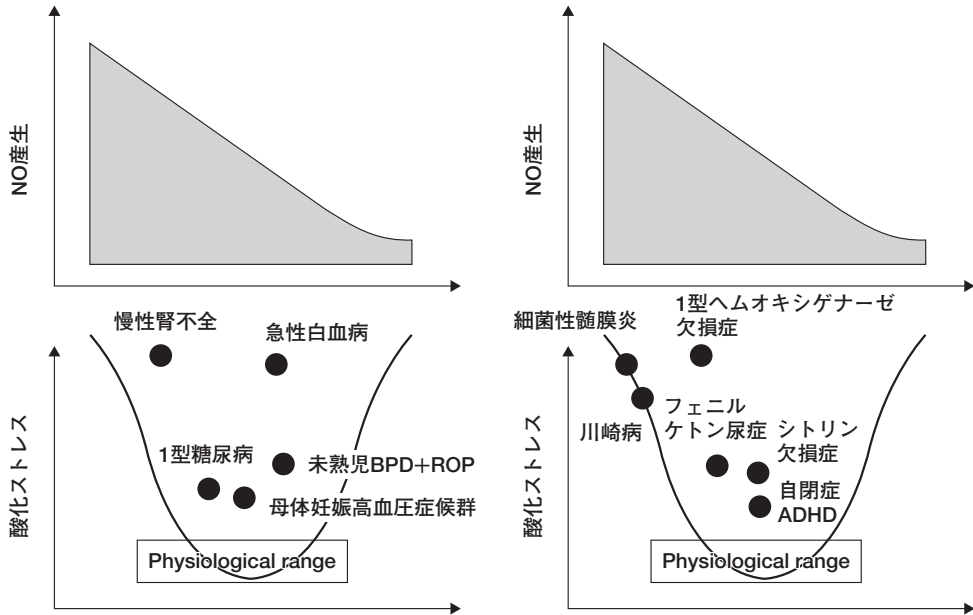 NO産生
慢性腎不全
急性白血病
1型糖尿病
未熟児BPD+ROP
母体妊娠高血圧症候群
酸化ストレス
Physiological range
NO産生
1型ヘムオキシゲナーゼ
欠損症
細菌性髄膜炎
川崎病
フェニル
ケトン尿症
シトリン
欠損症
自閉症
ADHD
酸化ストレス
Physiological range